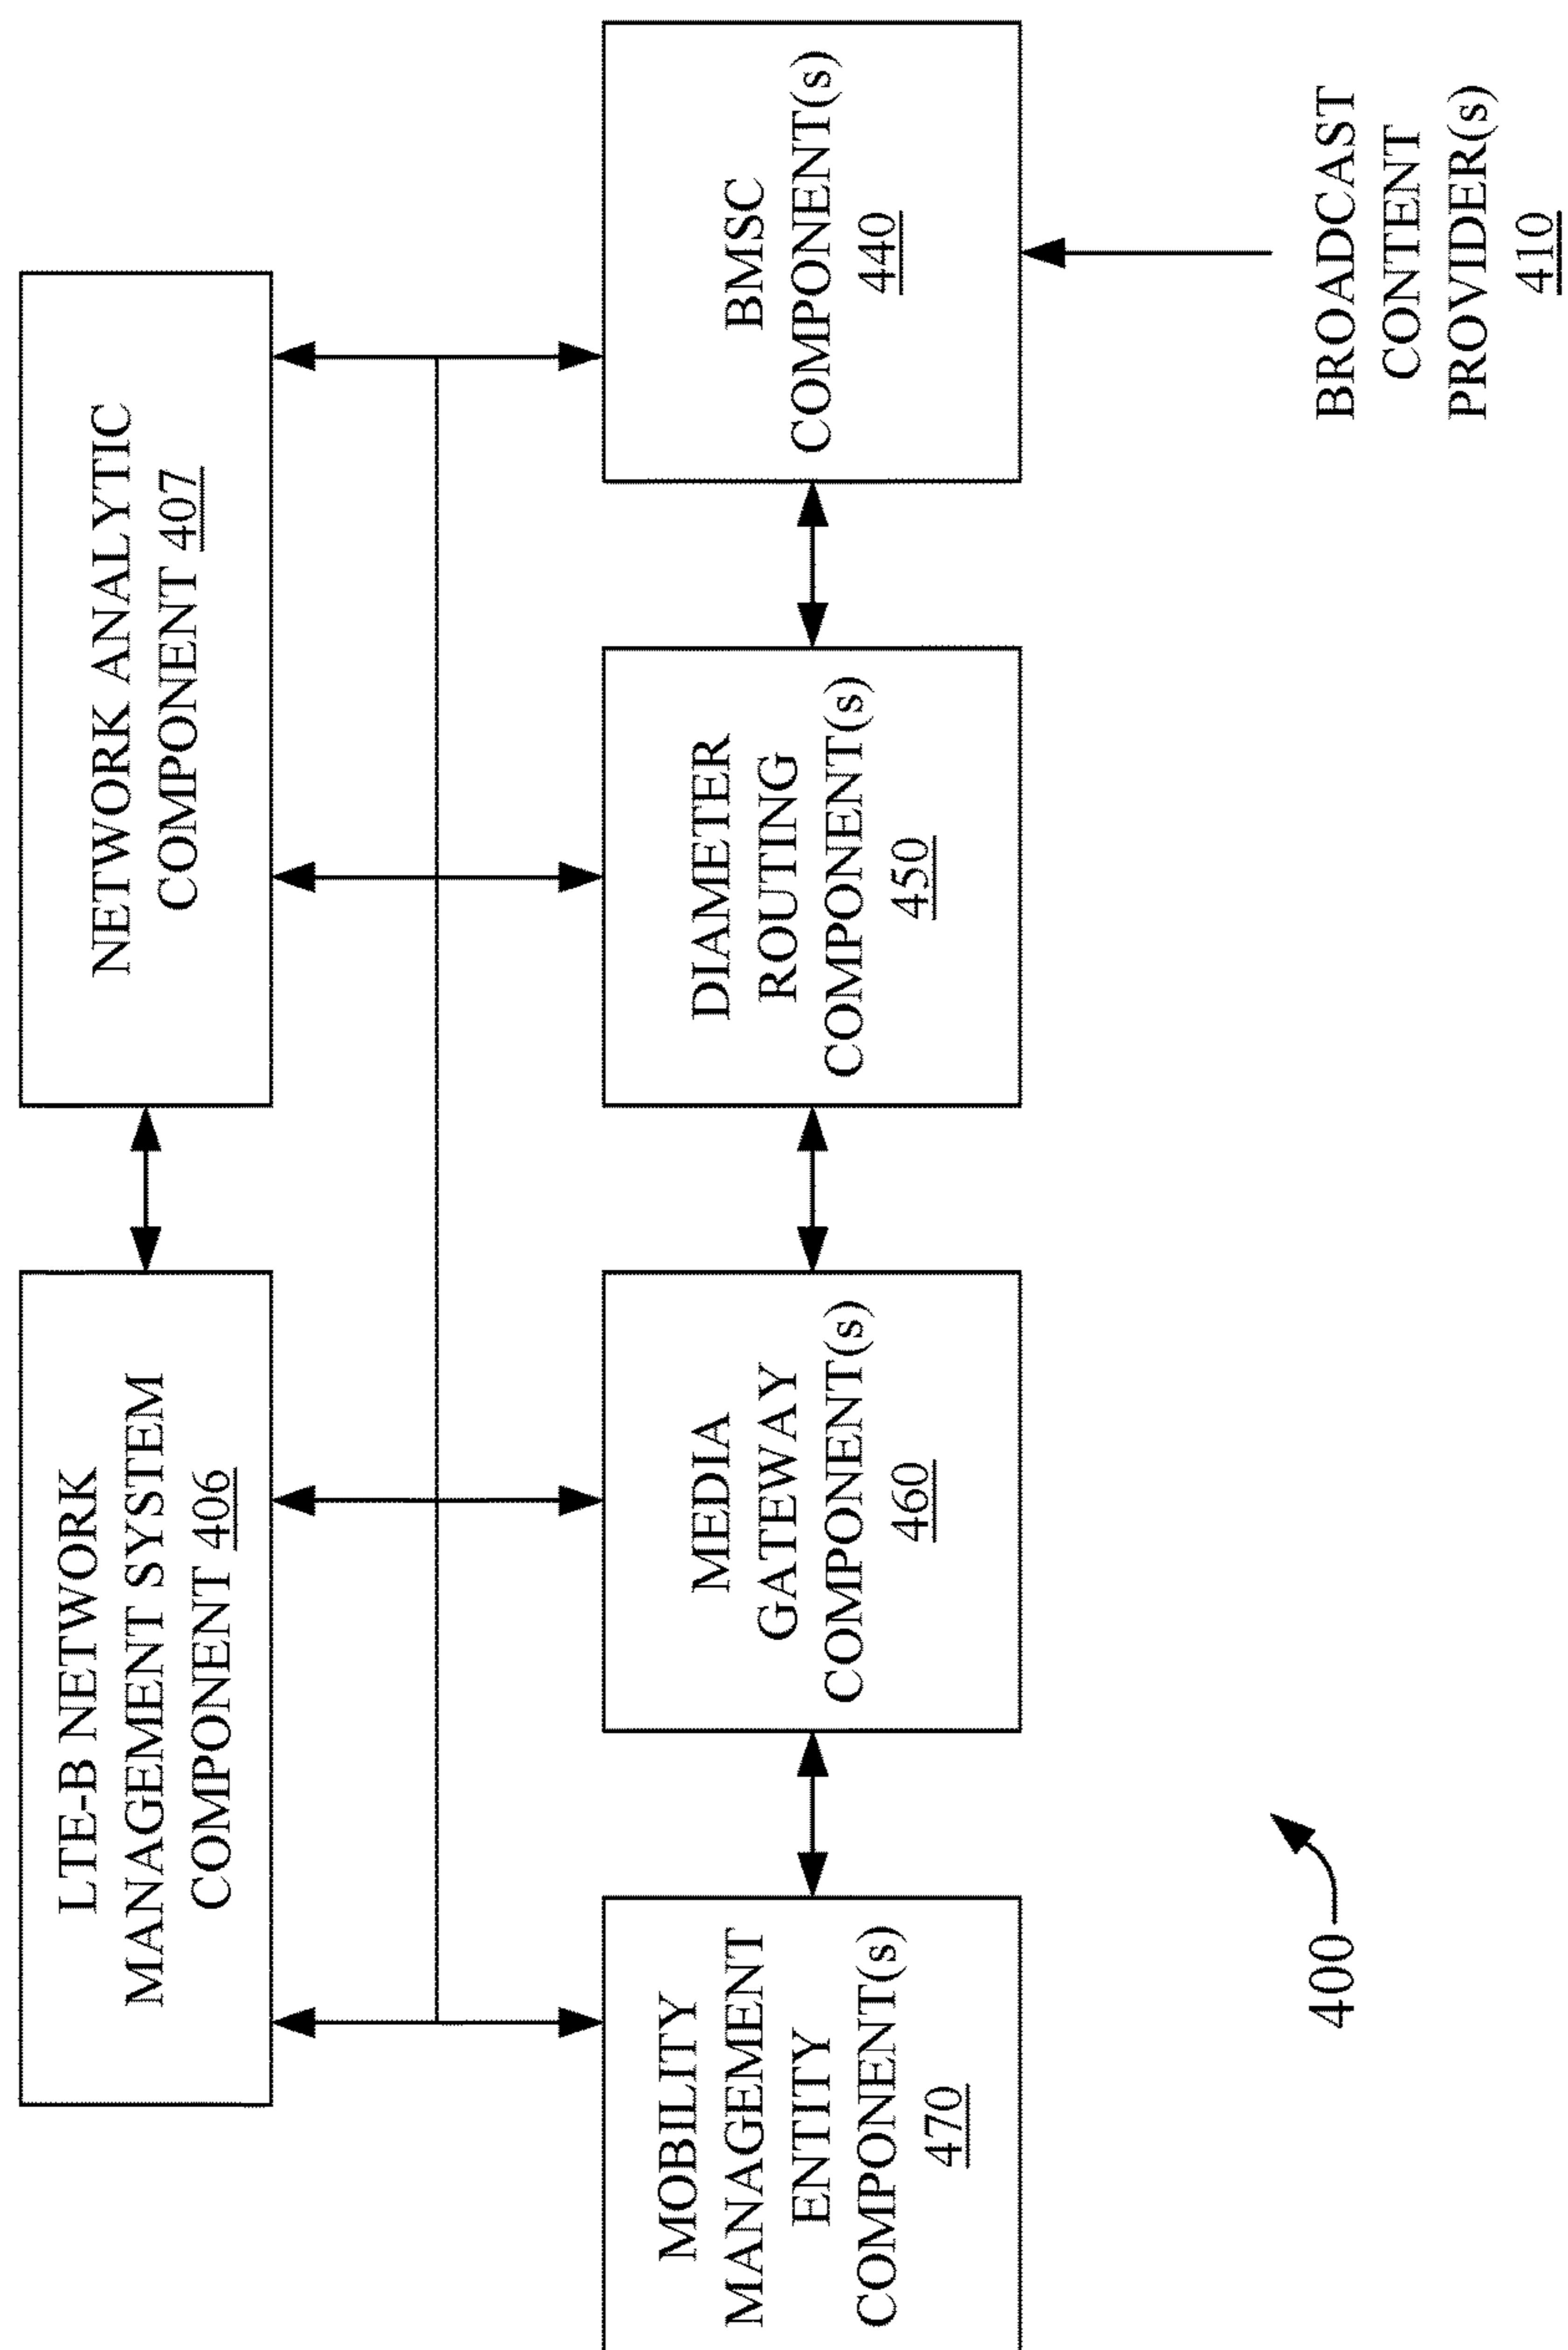 LTE-B NETWORK
MANAGEMENT SYSTEM
COMPONENT 406
NETWORK ANALYTIC
COMPONENT 407
MOBILITY
MANAGEMENT
ENTITY
COMPONENT(s)
470
MEDIA
GATEWAY
COMPONENT(s)
460
DIAMETER
ROUTING
COMPONENT(s)
450
BMSC
COMPONENT(s)
440
400
BROADCAST
CONTENT
PROVIDER(s)
410